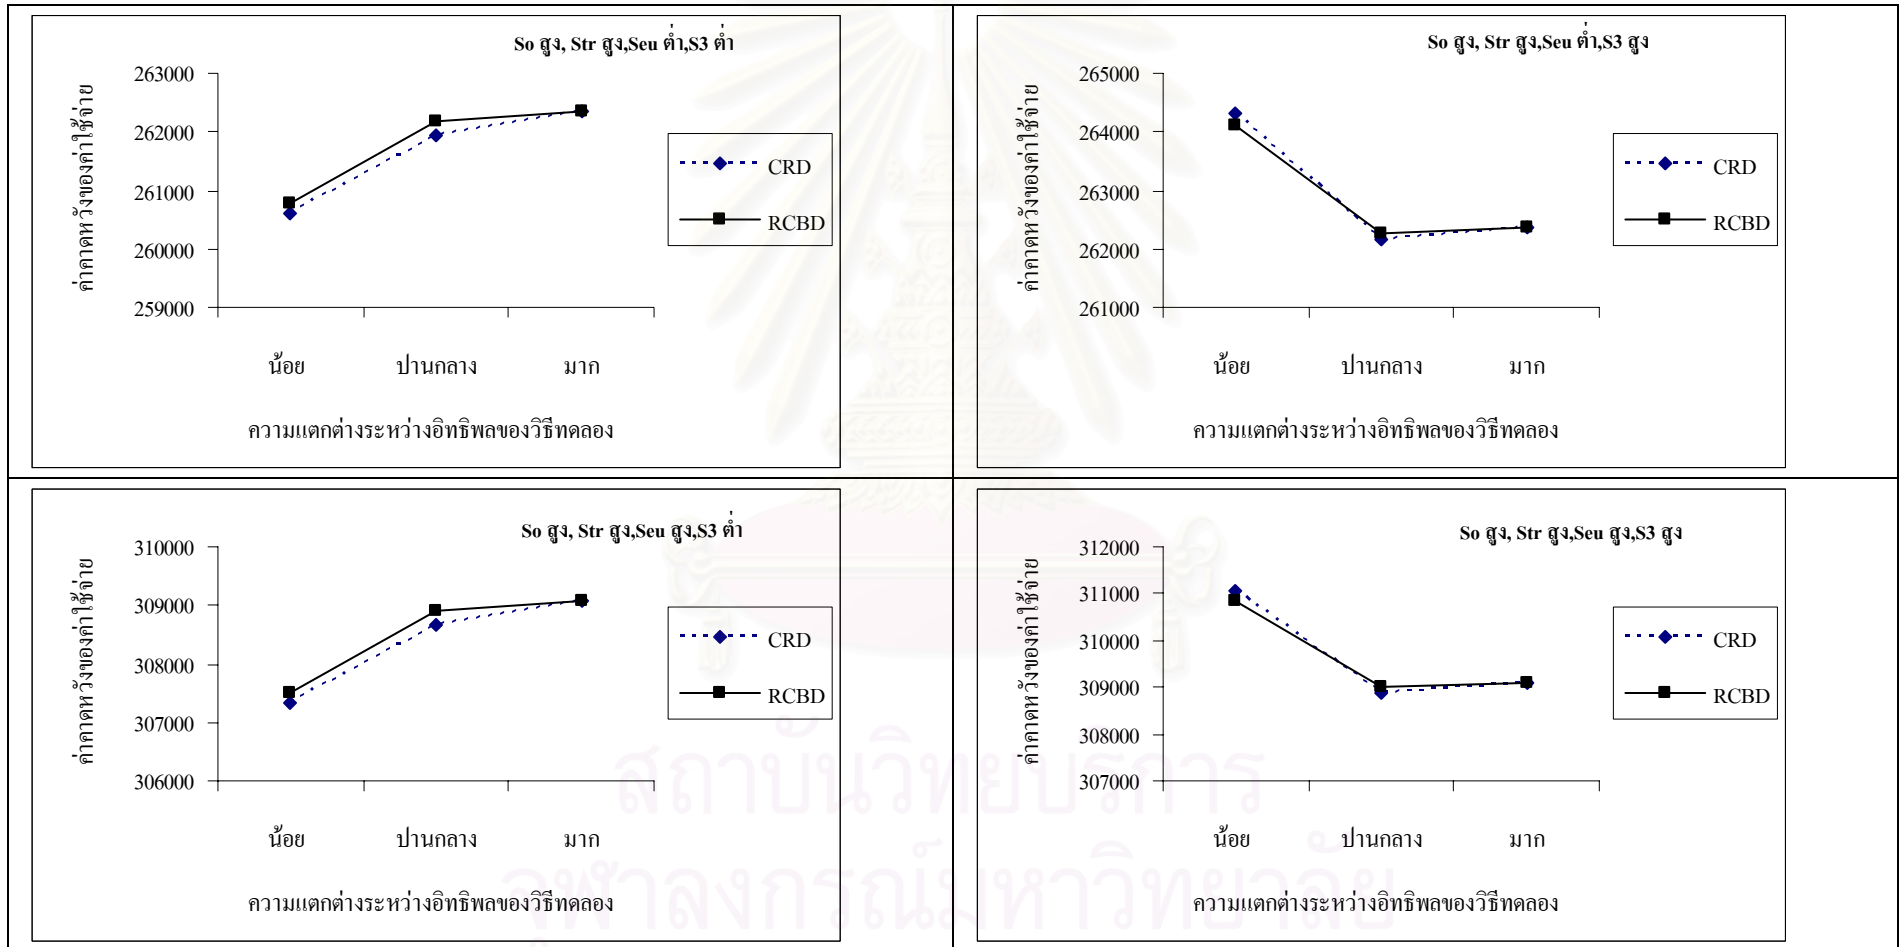 So สูง, Str สูง,Seu ต่ำ,S3 ต่ำ
ค่าคาดหวังของค่าใช้จ่าย
263000
262000
261000
260000
259000
น้อย ปานกลาง มาก
ความแตกต่างระหว่างอิทธิพลของวิธีทดลอง
CRD
RCBD
So สูง, Str สูง,Seu ต่ำ,S3 สูง
ค่าคาดหวังของค่าใช้จ่าย
265000
264000
263000
262000
261000
น้อย ปานกลาง มาก
ความแตกต่างระหว่างอิทธิพลของวิธีทดลอง
CRD
RCBD
So สูง, Str สูง,Seu สูง,S3 ต่ำ
ค่าคาดหวังของค่าใช้จ่าย
310000
309000
308000
307000
306000
น้อย ปานกลาง มาก
ความแตกต่างระหว่างอิทธิพลของวิธีทดลอง
CRD
RCBD
So สูง, Str สูง,Seu สูง,S3 สูง
ค่าคาดหวังของค่าใช้จ่าย
312000
311000
310000
309000
308000
307000
น้อย ปานกลาง มาก
ความแตกต่างระหว่างอิทธิพลของวิธีทดลอง
CRD
RCBD
สถาบันวิทยบริการ
จุฬาลงกรณ์มหาวิทยาลัย